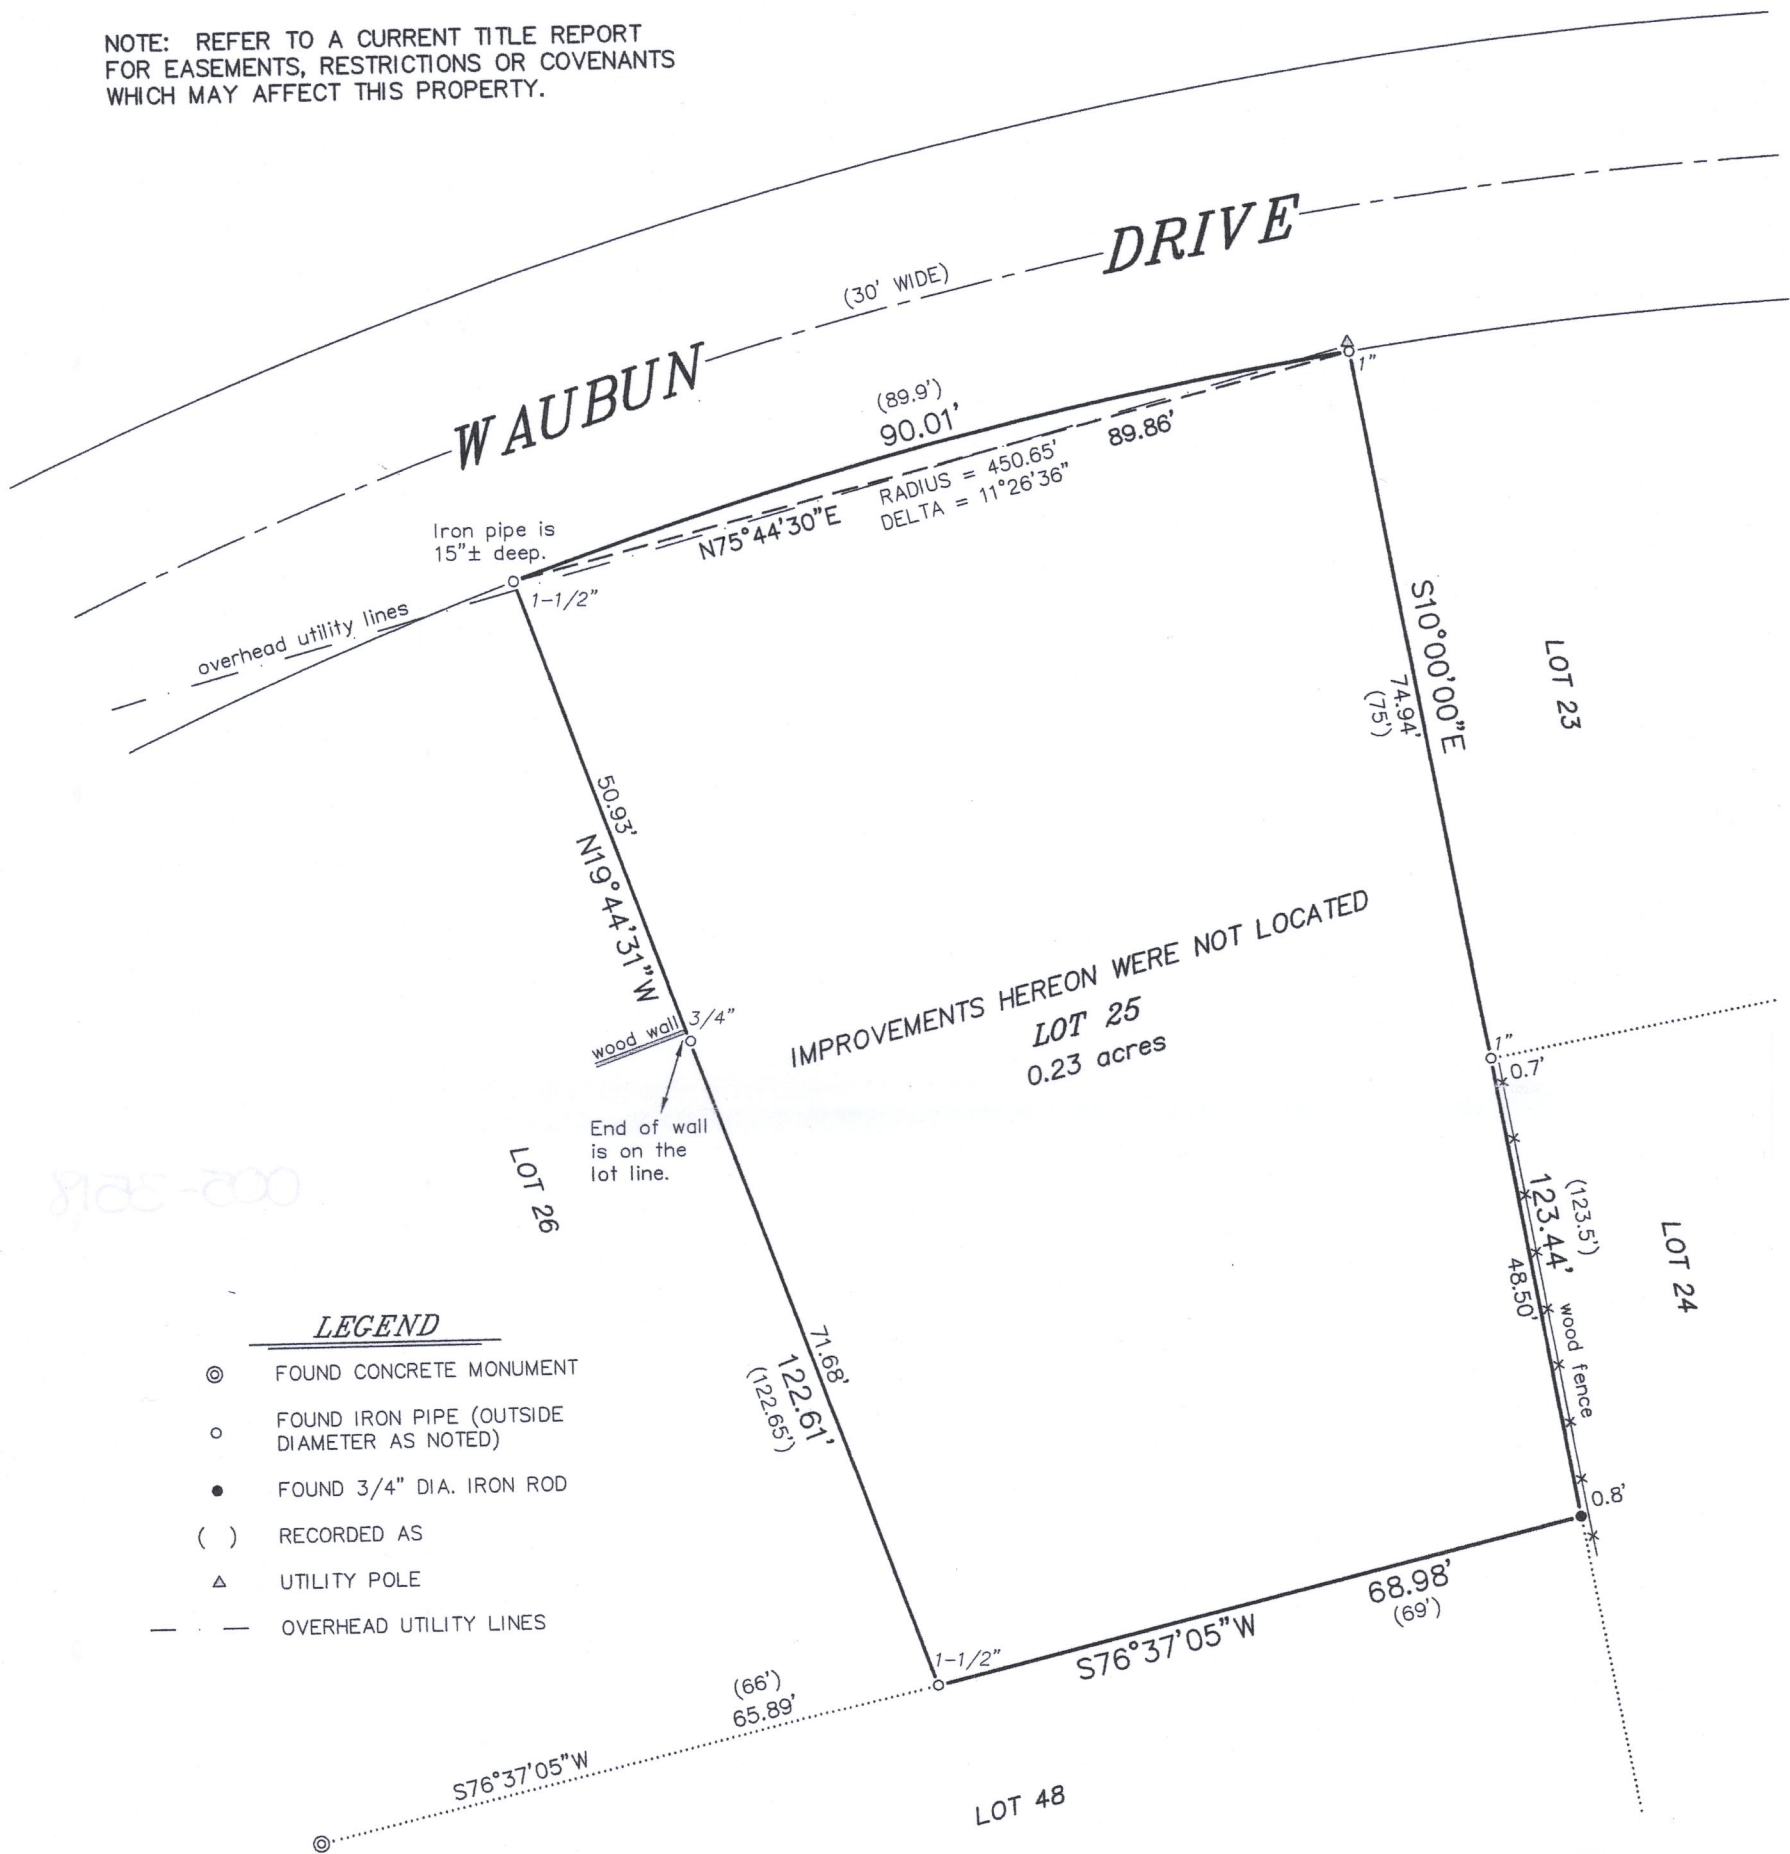 NOTE: REFER TO A CURRENT TITLE REPORT
FOR EASEMENTS, RESTRICTIONS OR COVENANTS
WHICH MAY AFFECT THIS PROPERTY.
WAUBUN DRIVE
(30' WIDE)
(89.9')
90.01'
89.86'
RADIUS = 450.65'
DELTA = 11°26'36"
N75°44'30"E
1"
Iron pipe is
15"± deep.
1-1/2"
overhead utility lines
S10°00'00"E
74.94'
(75')
LOT 23
50.93'
N19°44'31"W
3/4"
wood wall
End of wall
is on the
lot line.
IMPROVEMENTS HEREON WERE NOT LOCATED
LOT 25
0.23 acres
1"
0.7'
(123.5')
123.44'
48.50'
wood fence
LOT 24
0.8'
LOT 26
71.68'
122.61'
(122.65')
LEGEND
FOUND CONCRETE MONUMENT
FOUND IRON PIPE (OUTSIDE
DIAMETER AS NOTED)
FOUND 3/4" DIA. IRON ROD
( ) RECORDED AS
UTILITY POLE
OVERHEAD UTILITY LINES
68.98'
(69')
S76°37'05"W
1-1/2"
(66')
65.89'
S76°37'05"W
LOT 48